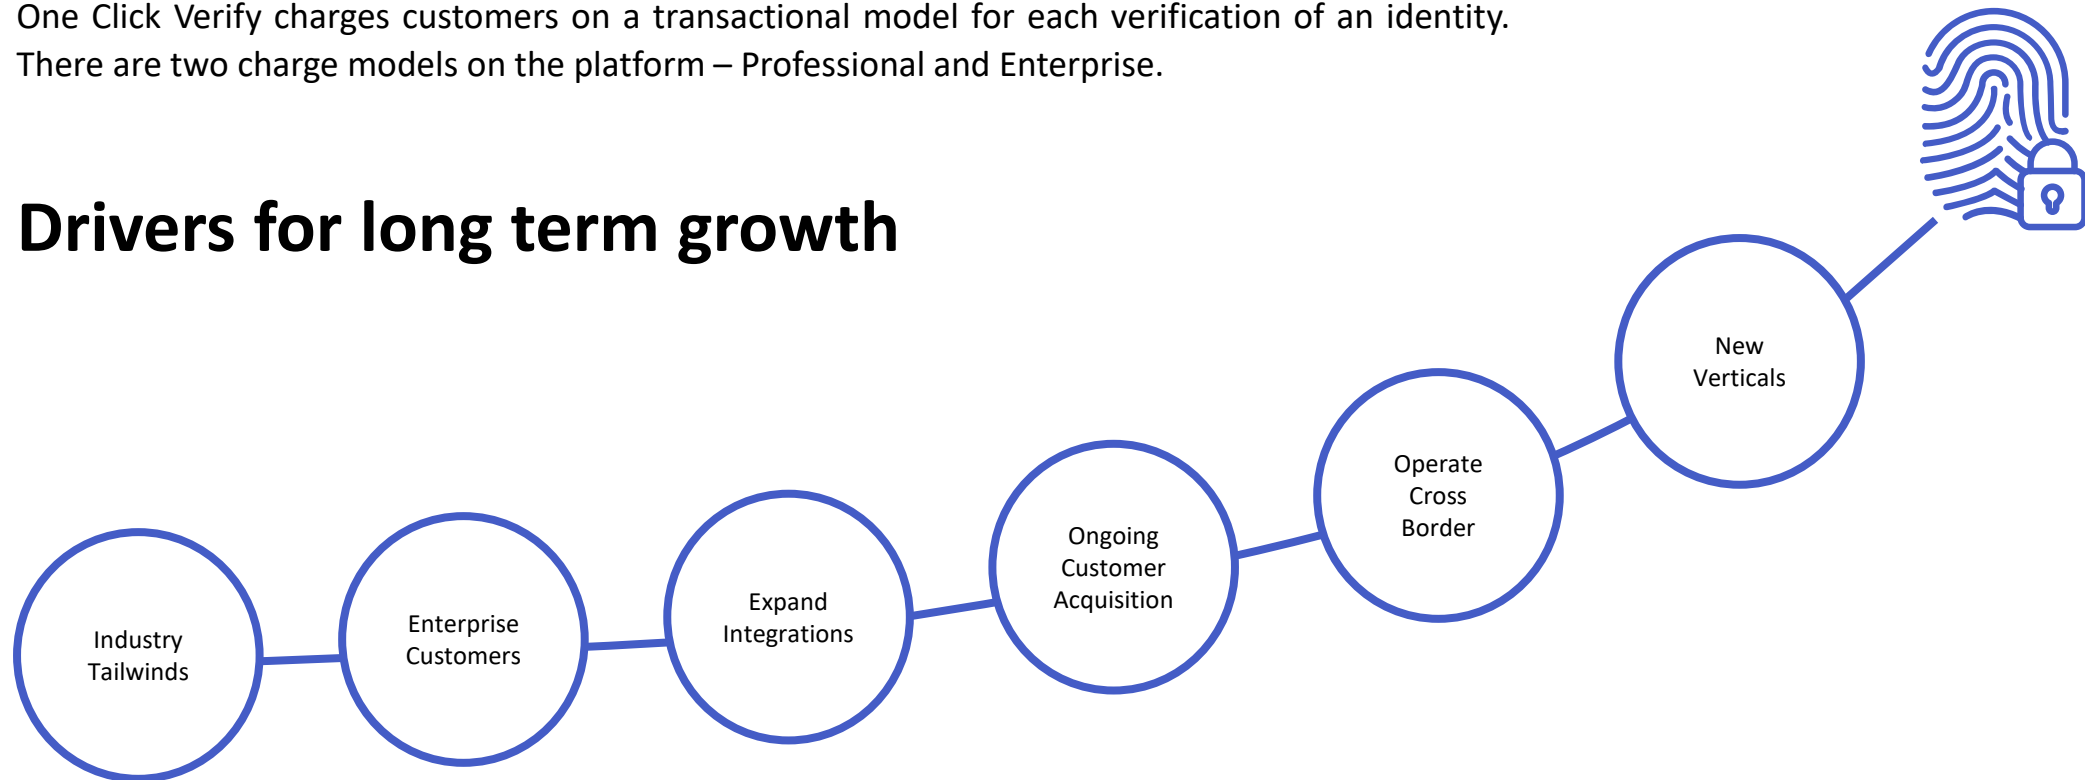 One Click Verify charges customers on a transactional model for each verification of an identity.
There are two charge models on the platform – Professional and Enterprise.
Drivers for long term growth
Industry
Tailwinds
Enterprise
Customers
Expand
Integrations
Ongoing
Customer
Acquisition
Operate
Cross
Border
New
Verticals